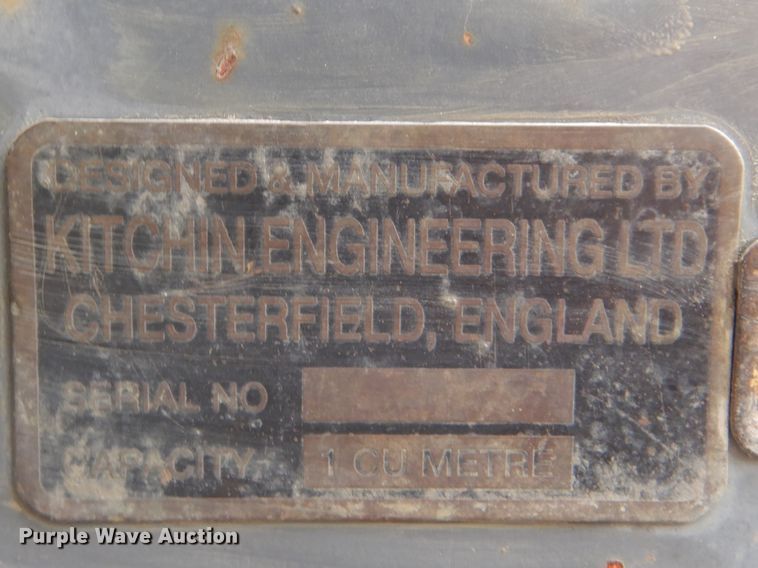 DESIGNED & MANUFACTURED BY
KITCHIN ENGINEERING LTD
CHESTERFIELD, ENGLAND
SERIAL NO
CAPACITY- 1 CU METRE
Purple Wave Auction